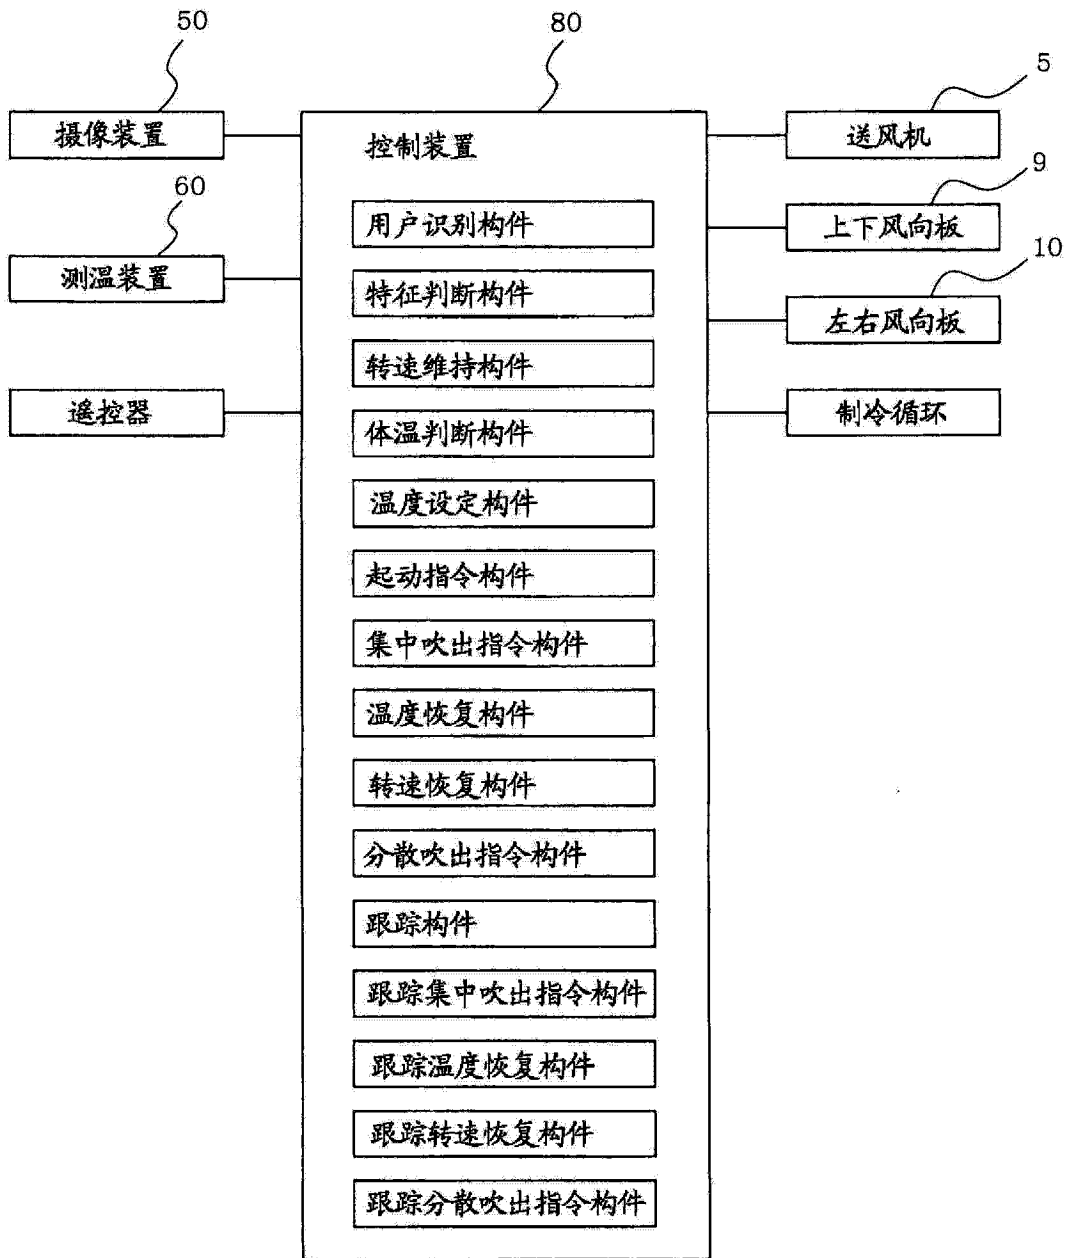 50
80
5
摄像装置
控制装置
送风机
9
60
用户识别构件
上下风向板
10
测温装置
特征判断构件
左右风向板
转速维持构件
遥控器
体温判断构件
制冷循环
温度设定构件
起动指令构件
集中吹出指令构件
温度恢复构件
转速恢复构件
分散吹出指令构件
跟踪构件
跟踪集中吹出指令构件
跟踪温度恢复构件
跟踪转速恢复构件
跟踪分散吹出指令构件